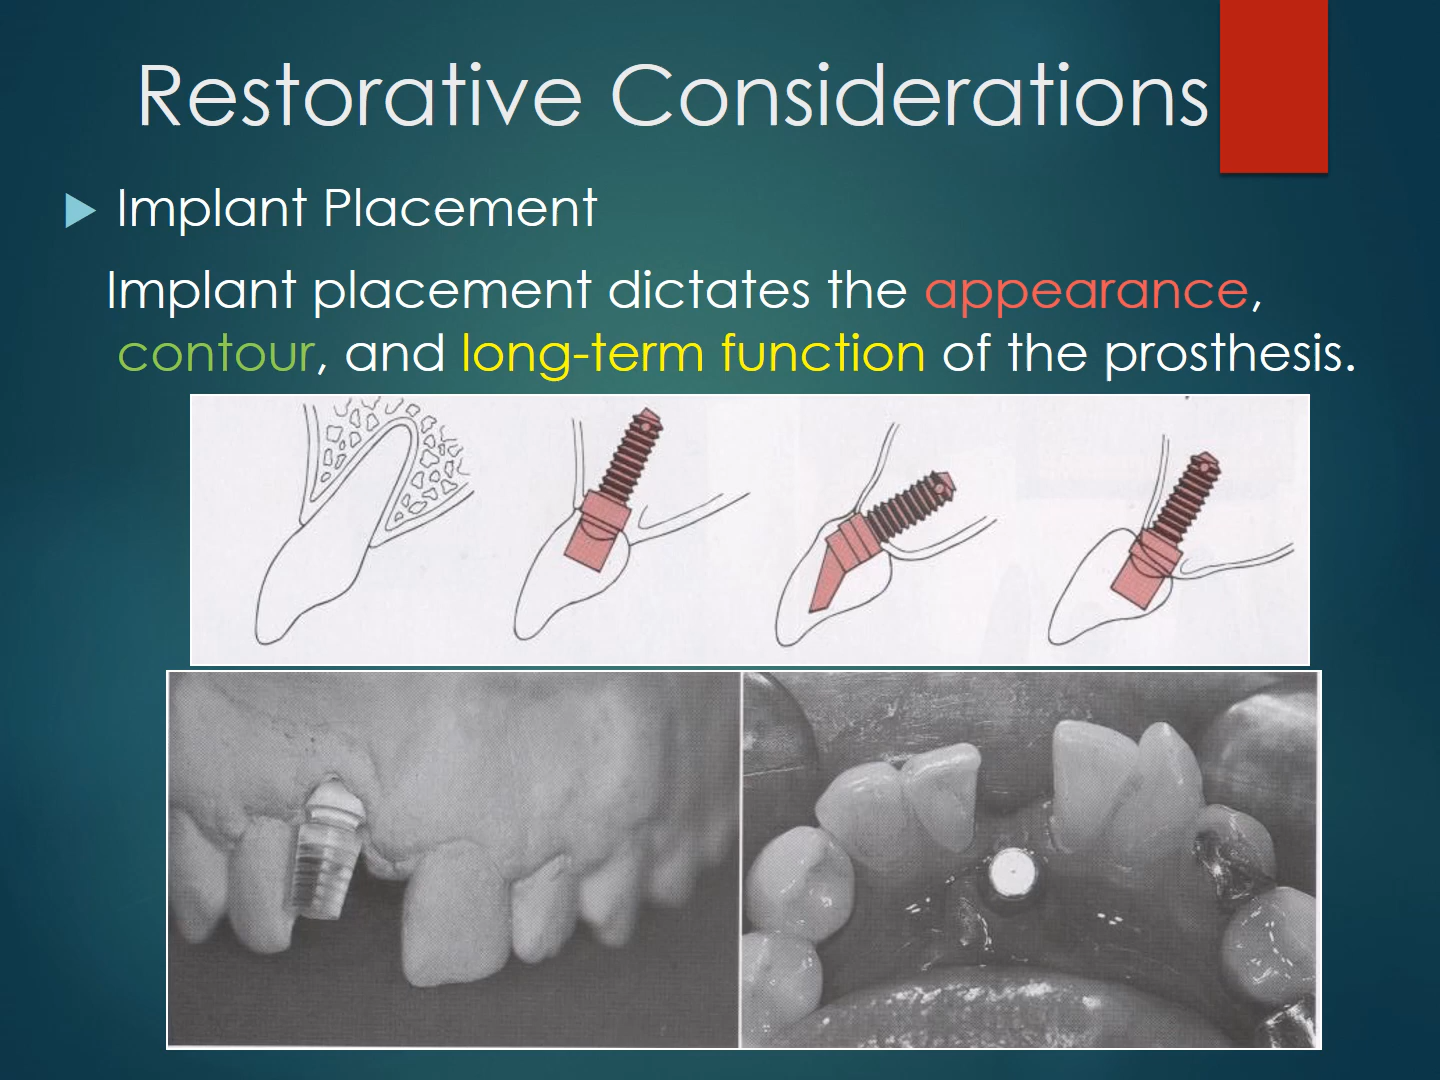 Restorative Considerations
Implant Placement
Implant placement dictates the appearance,
contour, and long-term function of the prosthesis.